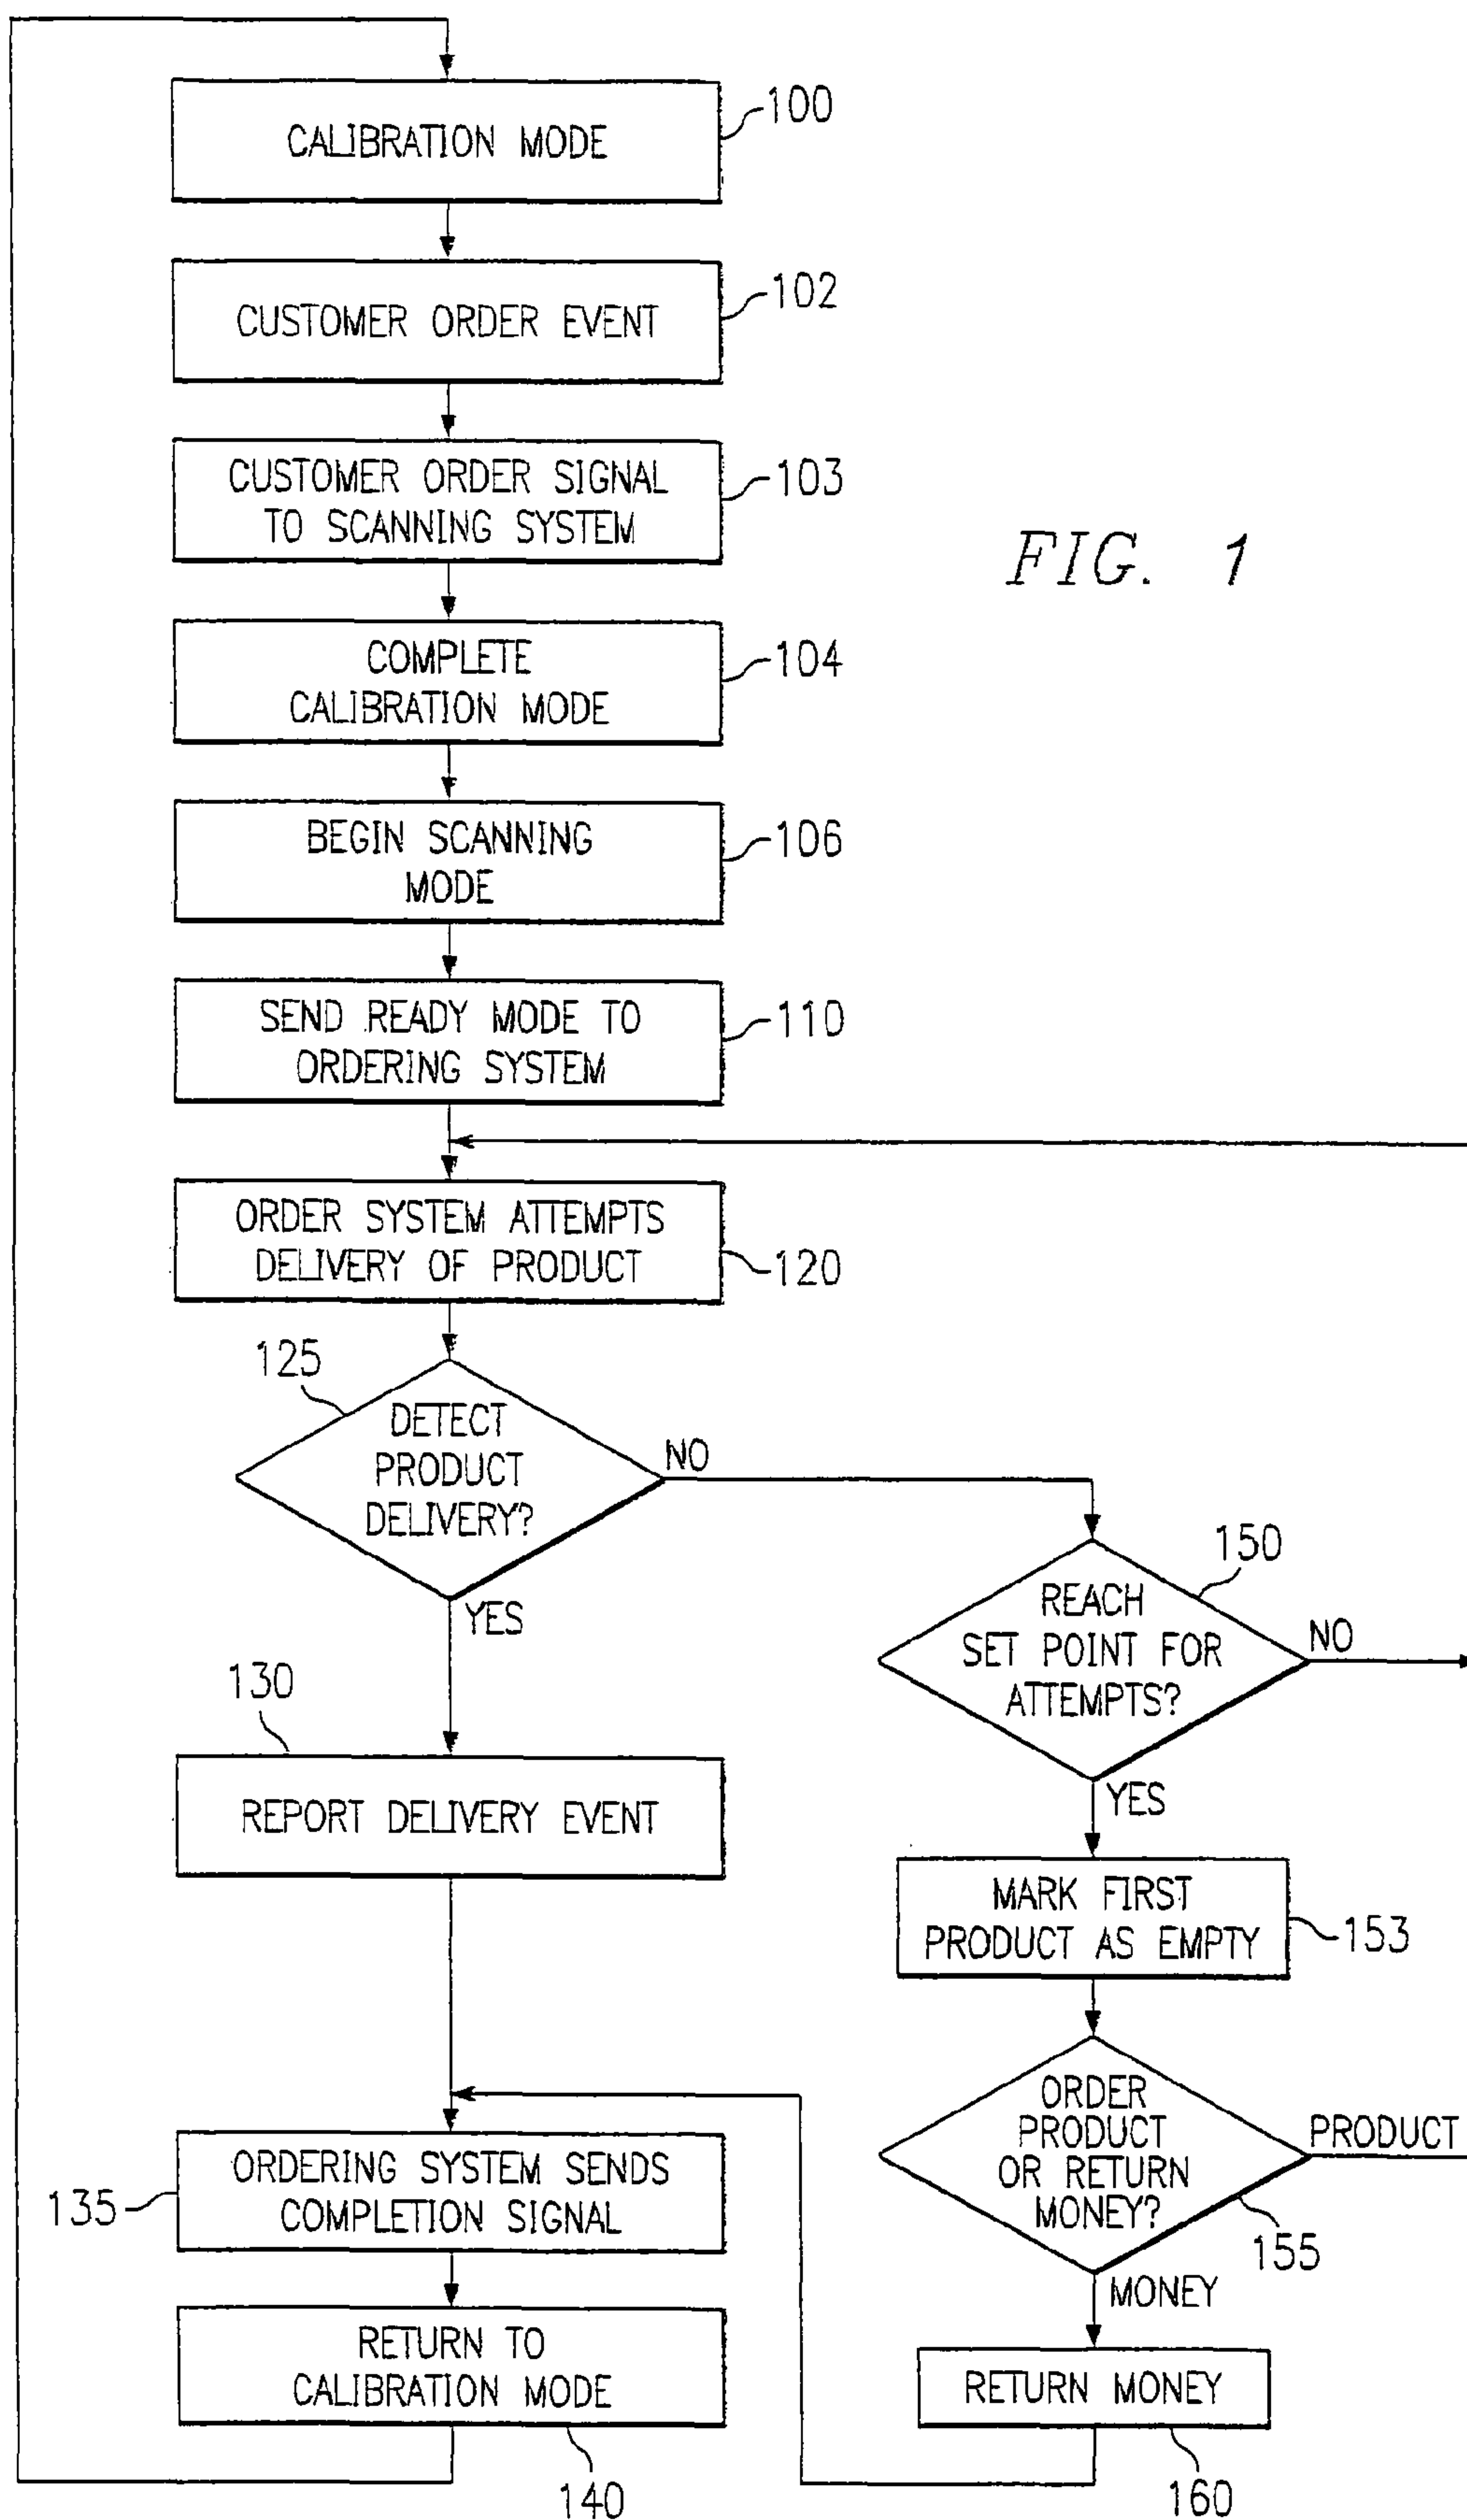 CALIBRATION MODE
100
CUSTOMER ORDER EVENT
102
CUSTOMER ORDER SIGNAL
TO SCANNING SYSTEM
103
FIG. 1
COMPLETE
CALIBRATION MODE
104
BEGIN SCANNING
MODE
106
SEND READY MODE TO
ORDERING SYSTEM
110
ORDER SYSTEM ATTEMPTS
DELIVERY OF PRODUCT
120
125
DETECT
PRODUCT
DELIVERY?
NO
YES
150
REACH
SET POINT FOR
ATTEMPTS?
NO
YES
130
REPORT DELIVERY EVENT
MARK FIRST
PRODUCT AS EMPTY
153
ORDER
PRODUCT
OR RETURN
MONEY?
PRODUCT
155
MONEY
ORDERING SYSTEM SENDS
COMPLETION SIGNAL
135
RETURN TO
CALIBRATION MODE
140
RETURN MONEY
160